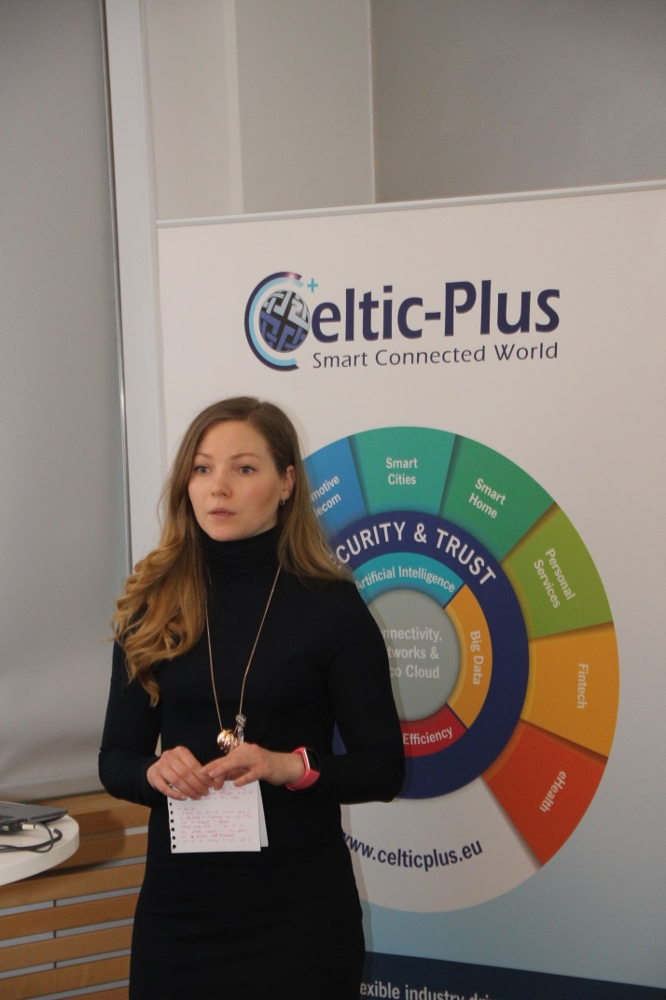 Celtic-Plus
Smart Connected World
motive
ecom
Smart
Cities
Smart
Home
Personal
Services
Fintech
eHealth
CURITY & TRUST
Artificial Intelligence
Big Data
Efficiency
nnectivity,
tworks &
co Cloud
www.celticplus.eu
exible industry dri